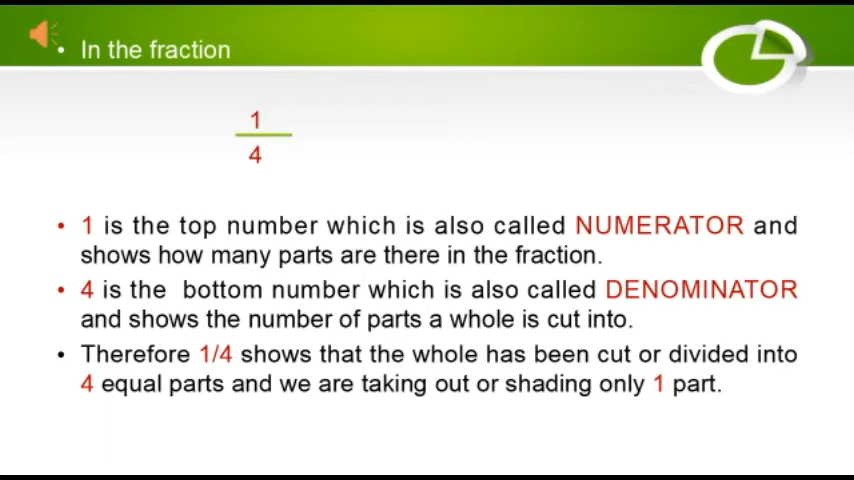 • In the fraction
1
4
• 1 is the top number which is also called NUMERATOR and
shows how many parts are there in the fraction.
• 4 is the bottom number which is also called DENOMINATOR
and shows the number of parts a whole is cut into.
• Therefore 1/4 shows that the whole has been cut or divided into
4 equal parts and we are taking out or shading only 1 part.